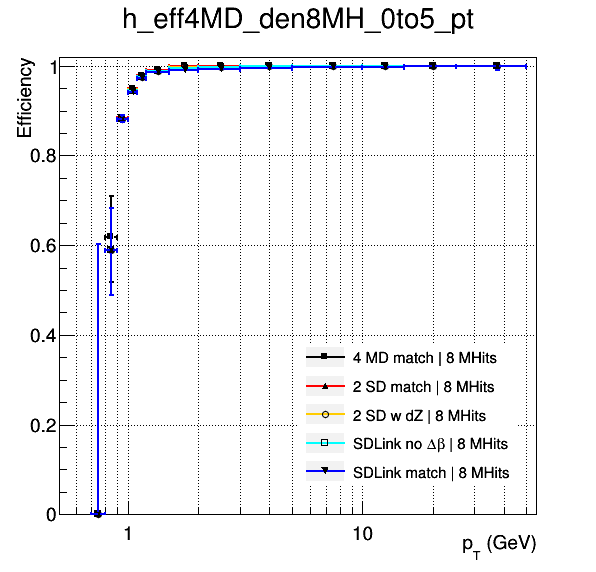 h_eff4MD_den8MH_0to5_pt
Efficiency
1
0.8
0.6
0.4
0.2
0
4 MD match | 8 MHits
2 SD match | 8 MHits
2 SD w dZ | 8 MHits
SDLink no Δβ | 8 MHits
SDLink match | 8 MHits
1
10
p_T (GeV)